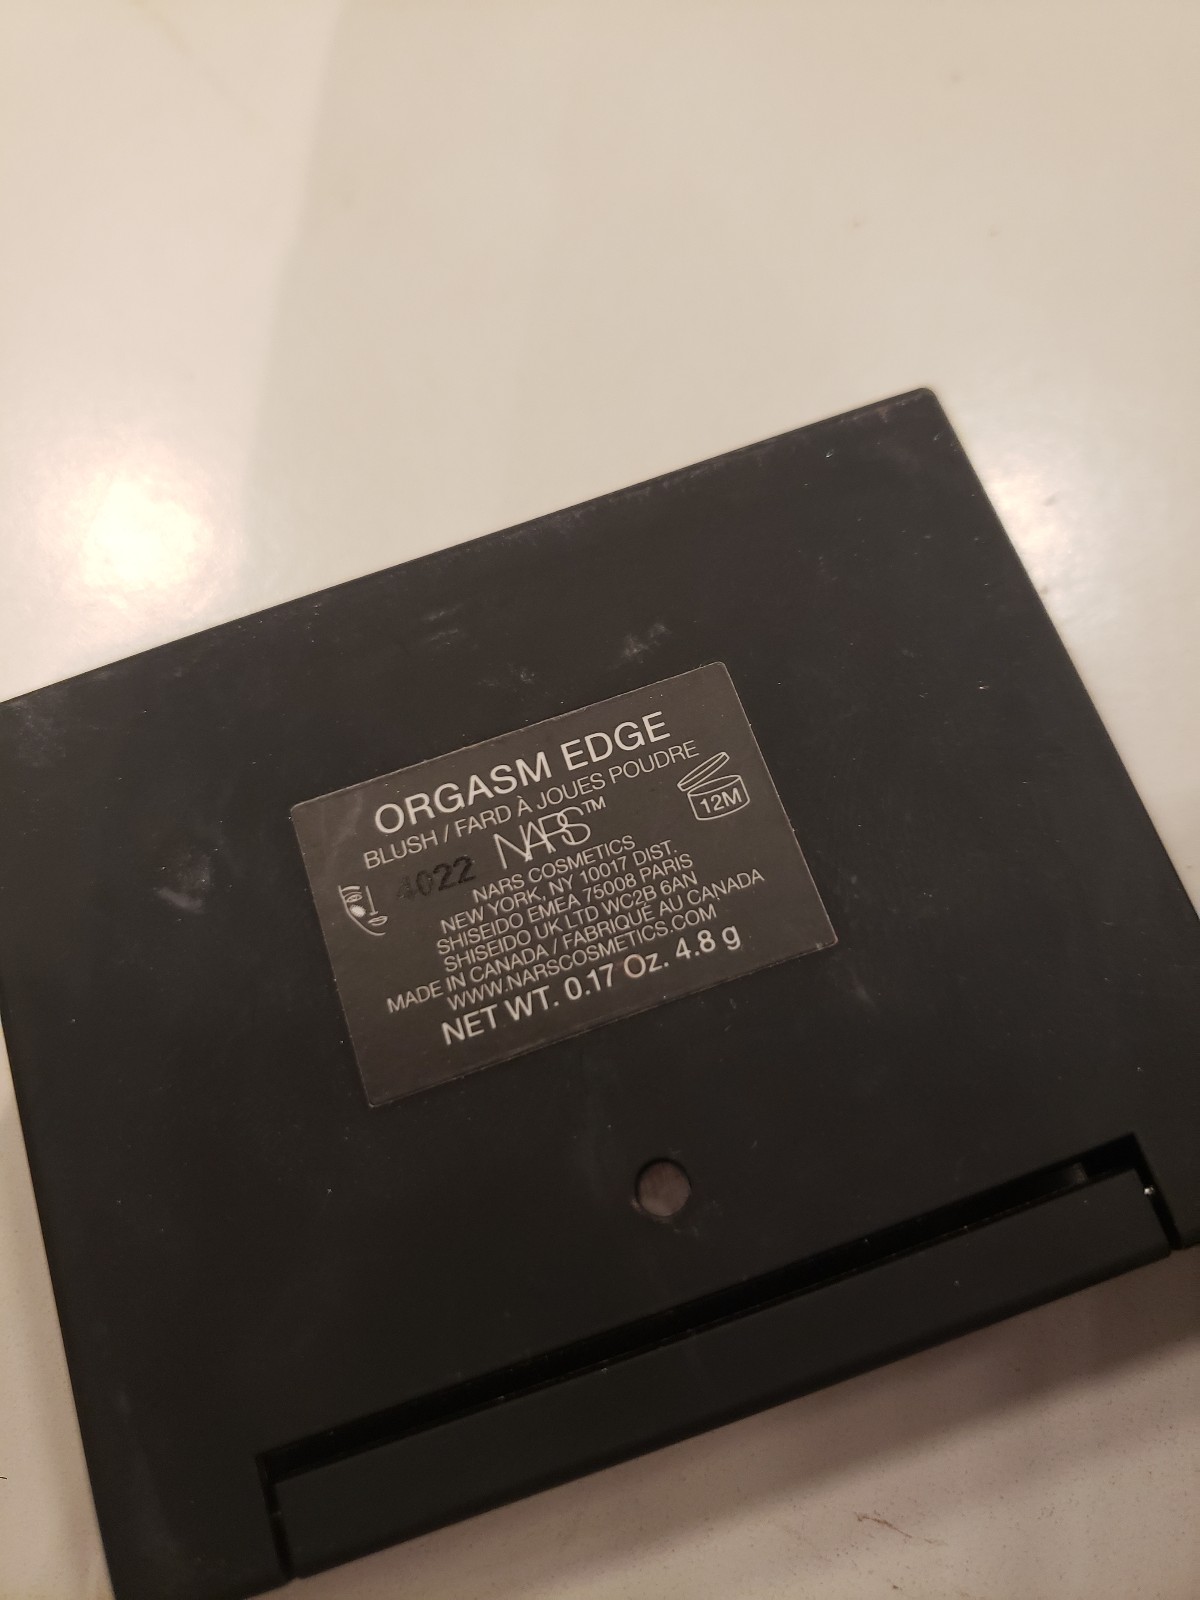 ORGASM EDGE
BLUSH / FARD À JOUES POUDRE
12M
NARS™
4022
NARS COSMETICS
NEW YORK, NY 10017 DIST.
SHISEIDO EMEA 75008 PARIS
SHISEIDO UK LTD WC2B 6AN
MADE IN CANADA / FABRIQUÉ AU CANADA
WWW.NARSCOSMETICS.COM
NET WT. 0.17 Oz. 4.8 g